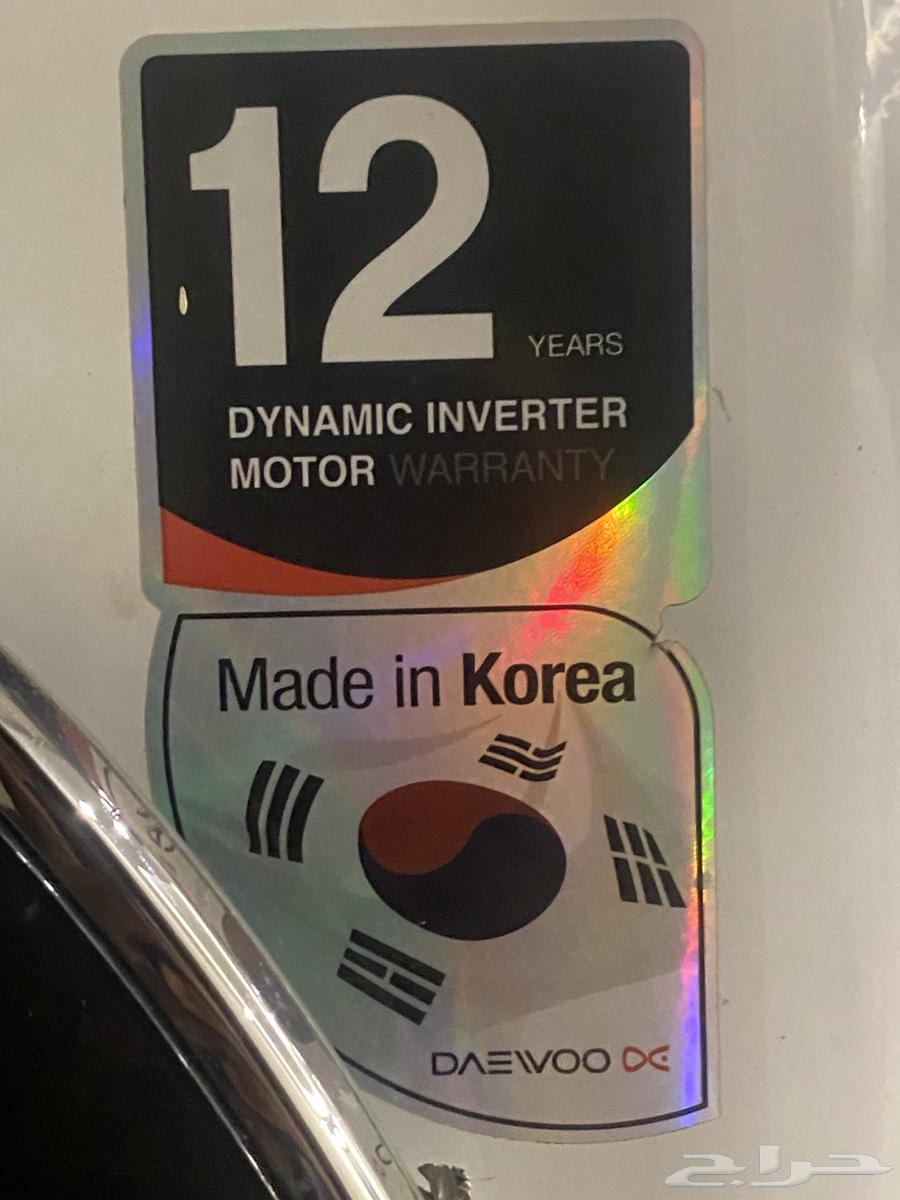 12
YEARS
DYNAMIC INVERTER
MOTOR WARRANTY
Made in Korea
DAEWOO
حراج